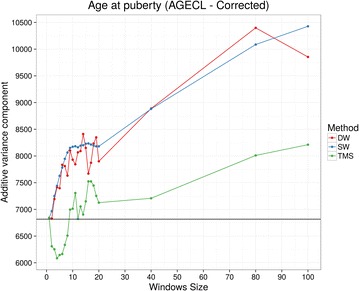 Age at puberty (AGECL - Corrected)
Additive variance component
10500
10000
9500
9000
8500
8000
7500
7000
6500
6000
0 10 20 30 40 50 60 70 80 90 100
Windows Size
Method
DW
SW
TMS